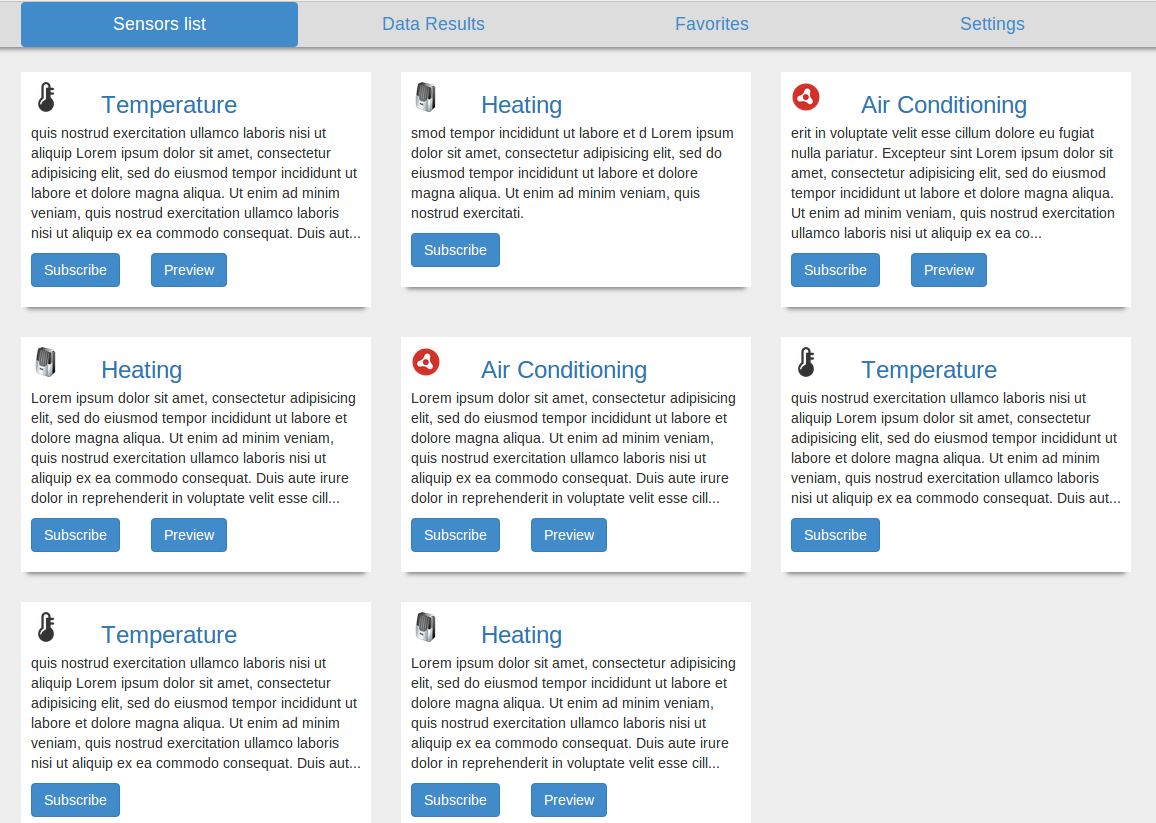 Sensors list
Data Results
Favorites
Settings
Temperature
quis nostrud exercitation ullamco laboris nisi ut
aliquip Lorem ipsum dolor sit amet, consectetur
adipisicing elit, sed do eiusmod tempor incididunt ut
labore et dolore magna aliqua. Ut enim ad minim
veniam, quis nostrud exercitation ullamco laboris
nisi ut aliquip ex ea commodo consequat. Duis aut...
Subscribe
Preview
Heating
smod tempor incididunt ut labore et d Lorem ipsum
dolor sit amet, consectetur adipisicing elit, sed do
eiusmod tempor incididunt ut labore et dolore
magna aliqua. Ut enim ad minim veniam, quis
nostrud exercitati.
Subscribe
Air Conditioning
erit in voluptate velit esse cillum dolore eu fugiat
nulla pariatur. Excepteur sint Lorem ipsum dolor sit
amet, consectetur adipisicing elit, sed do eiusmod
tempor incididunt ut labore et dolore magna aliqua.
Ut enim ad minim veniam, quis nostrud exercitation
ullamco laboris nisi ut aliquip ex ea co...
Subscribe
Preview
Heating
Lorem ipsum dolor sit amet, consectetur adipisicing
elit, sed do eiusmod tempor incididunt ut labore et
dolore magna aliqua. Ut enim ad minim veniam,
quis nostrud exercitation ullamco laboris nisi ut
aliquip ex ea commodo consequat. Duis aute irure
dolor in reprehenderit in voluptate velit esse cill...
Subscribe
Preview
Air Conditioning
Lorem ipsum dolor sit amet, consectetur adipisicing
elit, sed do eiusmod tempor incididunt ut labore et
dolore magna aliqua. Ut enim ad minim veniam,
quis nostrud exercitation ullamco laboris nisi ut
aliquip ex ea commodo consequat. Duis aute irure
dolor in reprehenderit in voluptate velit esse cill...
Subscribe
Preview
Temperature
quis nostrud exercitation ullamco laboris nisi ut
aliquip Lorem ipsum dolor sit amet, consectetur
adipisicing elit, sed do eiusmod tempor incididunt ut
labore et dolore magna aliqua. Ut enim ad minim
veniam, quis nostrud exercitation ullamco laboris
nisi ut aliquip ex ea commodo consequat. Duis aut...
Subscribe
Temperature
quis nostrud exercitation ullamco laboris nisi ut
aliquip Lorem ipsum dolor sit amet, consectetur
adipisicing elit, sed do eiusmod tempor incididunt ut
labore et dolore magna aliqua. Ut enim ad minim
veniam, quis nostrud exercitation ullamco laboris
nisi ut aliquip ex ea commodo consequat. Duis aut...
Subscribe
Heating
Lorem ipsum dolor sit amet, consectetur adipisicing
elit, sed do eiusmod tempor incididunt ut labore et
dolore magna aliqua. Ut enim ad minim veniam,
quis nostrud exercitation ullamco laboris nisi ut
aliquip ex ea commodo consequat. Duis aute irure
dolor in reprehenderit in voluptate velit esse cill...
Subscribe
Preview